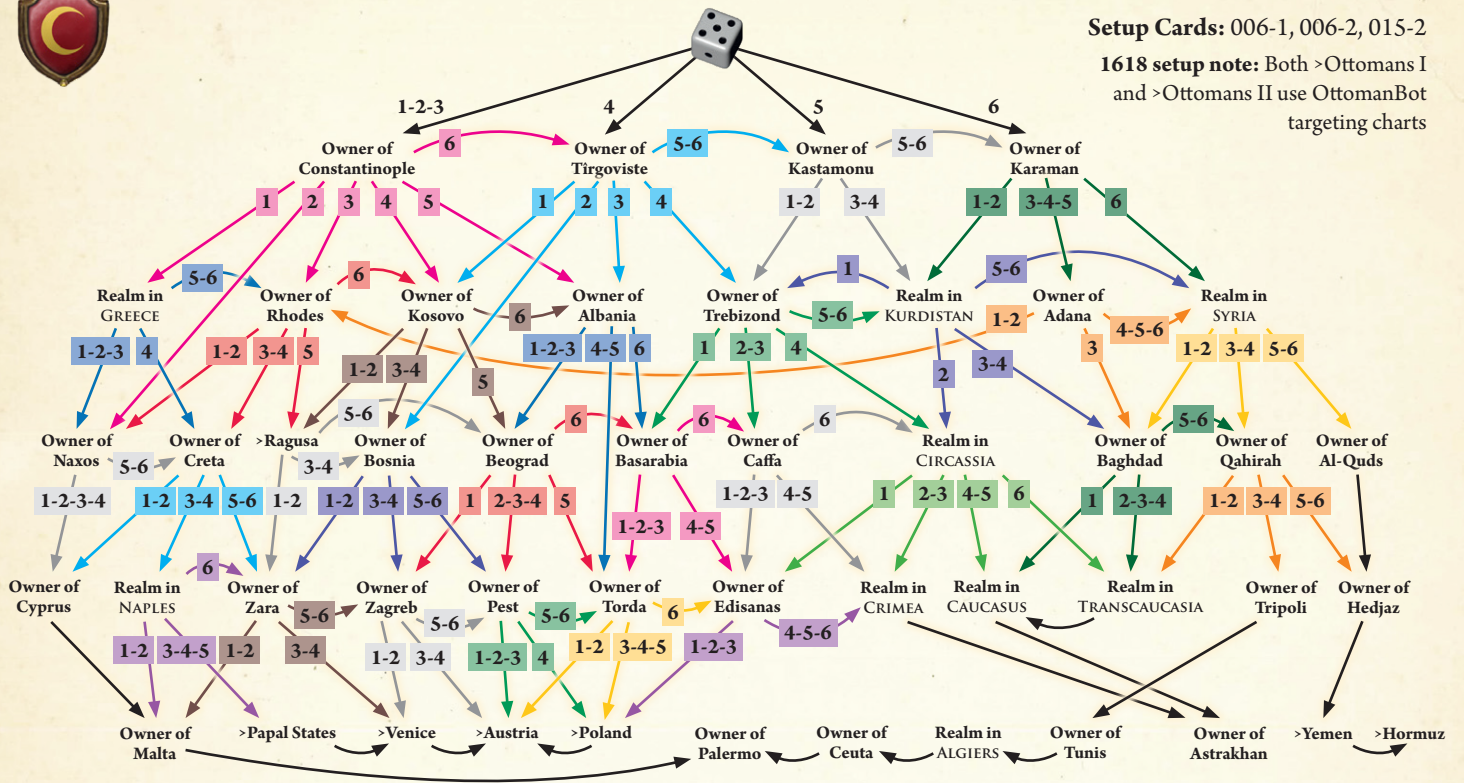 Setup Cards: 006-1, 006-2, 015-2
1618 setup note: Both >Ottomans I
and >Ottomans II use OttomanBot
targeting charts
1-2-3
4
5
6
Owner of
Constantinople
6
Owner of
Tîrgoviste
5-6
Owner of
Kastamonu
5-6
Owner of
Karaman
1
2
3
4
5
1
2
3
4
1-2
3-4
1-2
3-4-5
6
Realm in
GREECE
5-6
Owner of
Rhodes
6
Owner of
Kosovo
6
Owner of
Albania
Owner of
Trebizond
1
5-6
Realm in
KURDISTAN
5-6
1-2
Owner of
Adana
4-5-6
Realm in
SYRIA
1-2-3
4
1-2
3-4
5
1-2
3-4
5
1-2-3
4-5
6
1
2-3
4
2
3-4
3
1-2
3-4
5-6
Owner of
Naxos
5-6
Owner of
Creta
>Ragusa
5-6
3-4
Owner of
Bosnia
Owner of
Beograd
6
Owner of
Basarabia
6
Owner of
Caffa
6
Realm in
CIRCASSIA
Owner of
Baghdad
5-6
Owner of
Qahirah
Owner of
Al-Quds
1-2-3-4
1-2
3-4
5-6
1-2
1-2
3-4
5-6
1
2-3-4
5
1-2-3
4-5
1-2-3
4-5
1
2-3
4-5
6
1
2-3-4
1-2
3-4
5-6
Owner of
Cyprus
Realm in
NAPLES
6
Owner of
Zara
5-6
Owner of
Zagreb
5-6
Owner of
Pest
5-6
Owner of
Torda
6
Owner of
Edisanas
4-5-6
Realm in
CRIMEA
Realm in
CAUCASUS
Realm in
TRANSCAUCASIA
Owner of
Tripoli
Owner of
Hedjaz
1-2
3-4-5
1-2
3-4
1-2
3-4
1-2-3
4
1-2
3-4-5
1-2-3
Owner of
Malta
>Papal States
>Venice
>Austria
>Poland
Owner of
Palermo
Owner of
Ceuta
Realm in
ALGIERS
Owner of
Tunis
Owner of
Astrakhan
>Yemen
>Hormuz